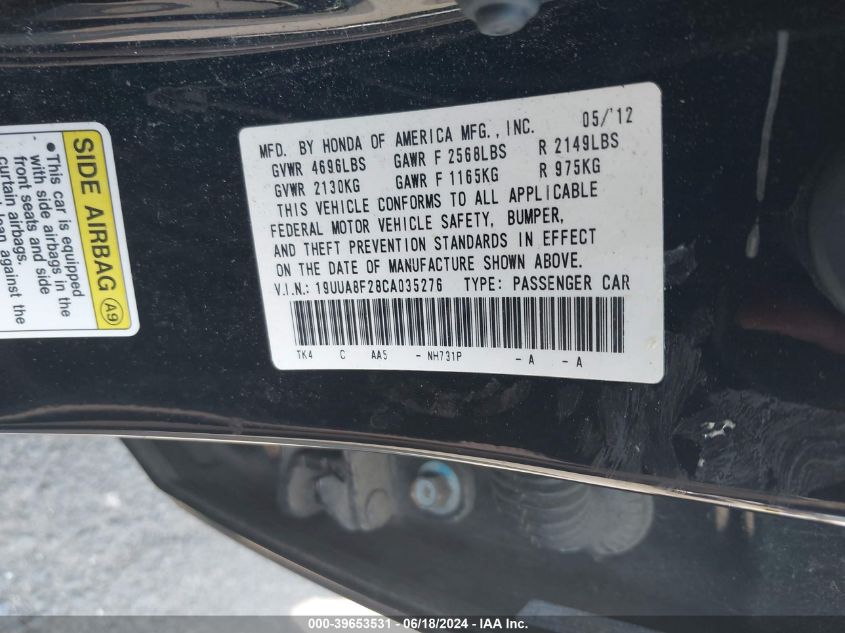 SIDE AIRBAG A9
•This car is equipped
with side airbags in the
front seats and side
curtain airbags.
lean against the
MFD. BY HONDA OF AMERICA MFG., INC. 05/'12
GVWR 4696LBS GAWR F 2568LBS R 2149LBS
GVWR 2130KG GAWR F 1165KG R 975KG
THIS VEHICLE CONFORMS TO ALL APPLICABLE
FEDERAL MOTOR VEHICLE SAFETY, BUMPER,
AND THEFT PREVENTION STANDARDS IN EFFECT
ON THE DATE OF MANUFACTURE SHOWN ABOVE.
V.I.N.: 19UUA8F28CA035276 TYPE: PASSENGER CAR
TK4 C AA5 - NH731P - A - A
000-39653531 - 06/18/2024 - IAA Inc.